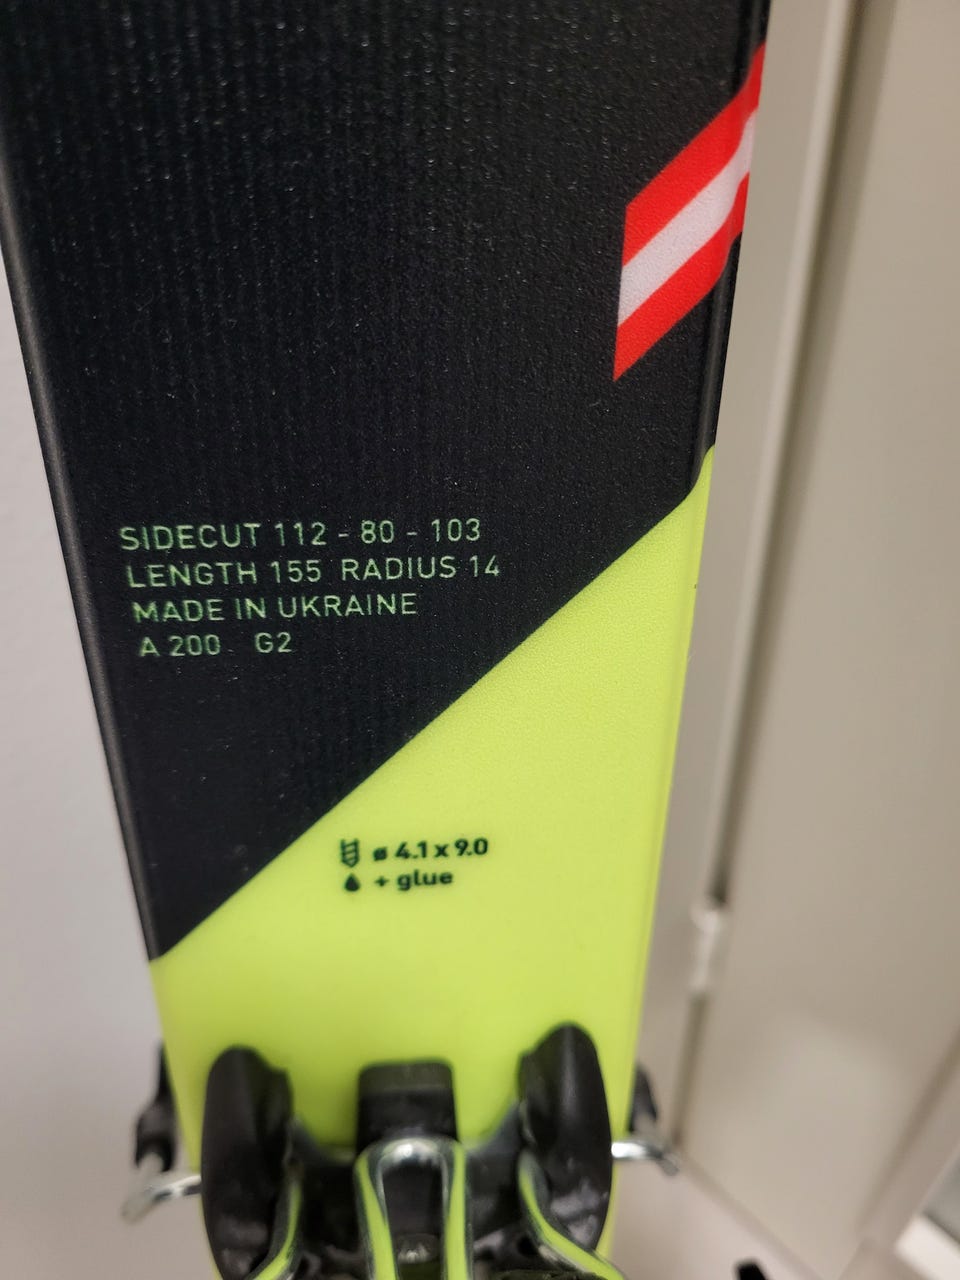 SIDECUT 112 - 80 - 103
LENGTH 155 RADIUS 14
MADE IN UKRAINE
A 200 G2
ø 4.1 x 9.0
+ glue